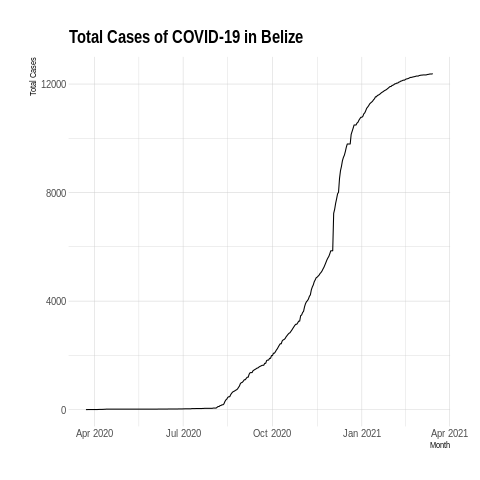 Total Cases of COVID-19 in Belize
Total Cases
12000
8000
4000
0
Apr 2020 Jul 2020 Oct 2020 Jan 2021 Apr 2021
Month